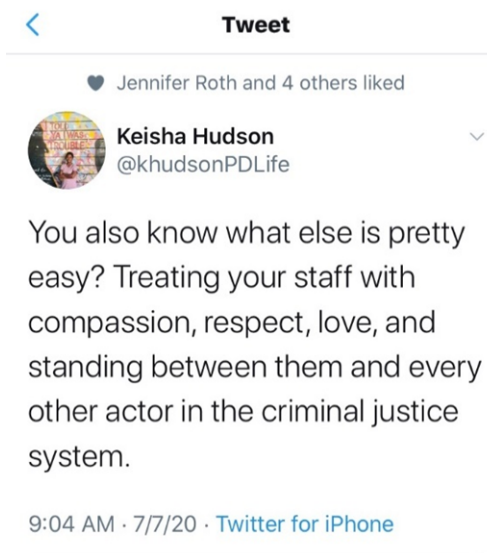 Tweet
Jennifer Roth and 4 others liked
Keisha Hudson
@khudsonPDLife
You also know what else is pretty
easy? Treating your staff with
compassion, respect, love, and
standing between them and every
other actor in the criminal justice
system.
9:04 AM · 7/7/20 · Twitter for iPhone